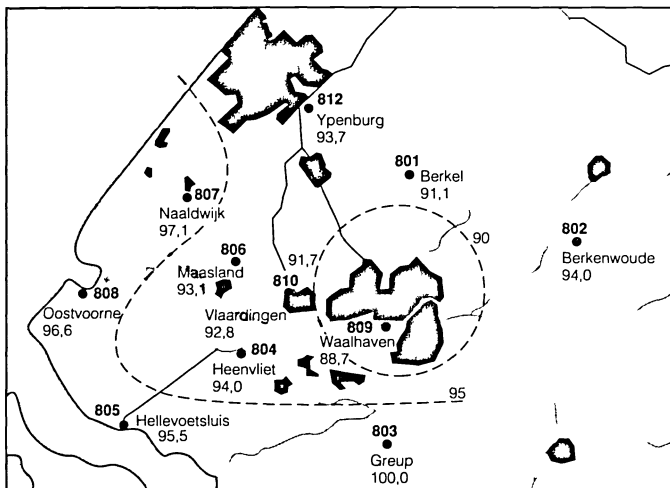 812
Ypenburg
93,7
801
Berkel
91,1
807
Naaldwijk
97,1
90
802
Berkenwoude
94,0
806
Maasland
93,1
91,7
810
808
Oostvoorne
96,6
Vlaardingen
92,8
809
Waalhaven
88,7
804
Heenvliet
94,0
95
805
Hellevoetsluis
95,5
803
Greup
100,0